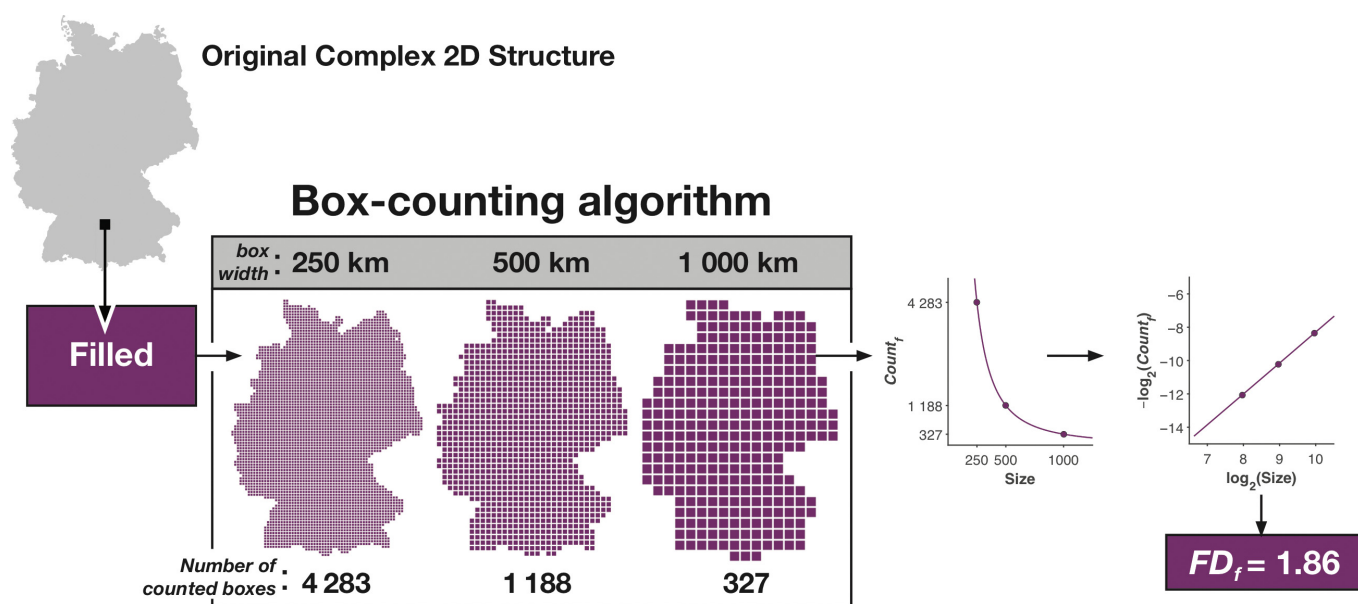 Original Complex 2D Structure
Box-counting algorithm
box
width : 250 km 500 km 1 000 km
Filled
Number of
counted boxes : 4 283 1 188 327
Count_f
4 283
1 188
327
250 500 1000
Size
-log₂(Count_f)
−6
−8
−10
−12
−14
7 8 9 10
log₂(Size)
FD_f = 1.86